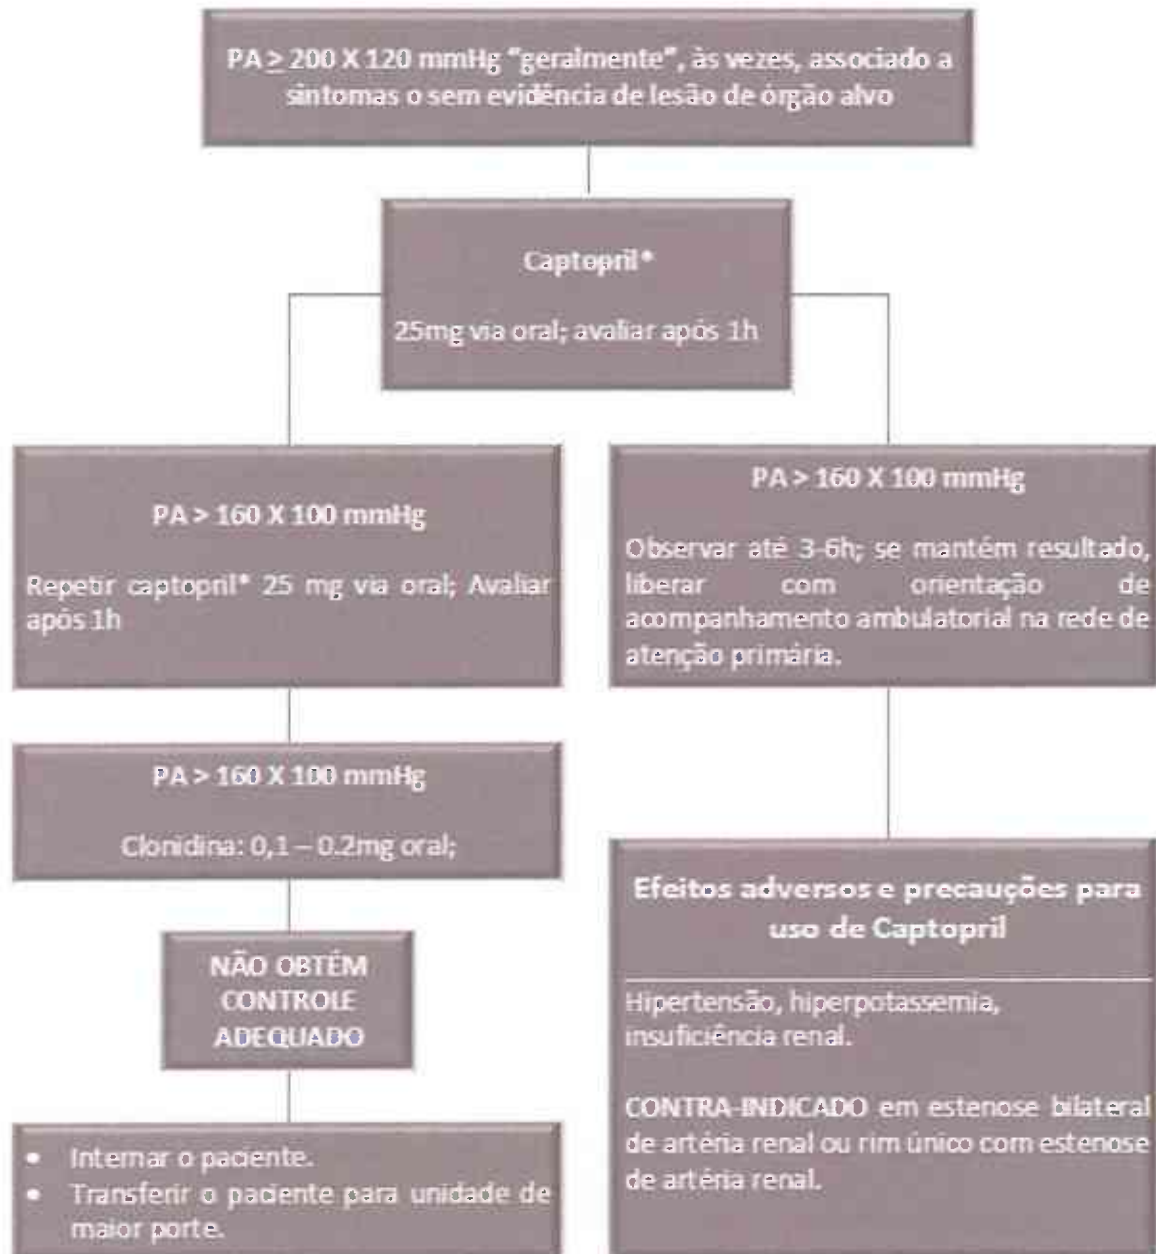 PA ≥ 200 X 120 mmHg "geralmente", às vezes, associado a
sintomas o sem evidência de lesão de órgão alvo
Captopril*
25mg via oral; avaliar após 1h
PA > 160 X 100 mmHg
Repetir captopril* 25 mg via oral; Avaliar
após 1h
PA > 160 X 100 mmHg
Observar até 3-6h; se mantém resultado,
liberar com orientação de
acompanhamento ambulatorial na rede de
atenção primária.
PA > 160 X 100 mmHg
Clonidina: 0,1 – 0.2mg oral;
NÃO OBTÉM
CONTROLE
ADEQUADO
• Internar o paciente.
• Transferir o paciente para unidade de
maior porte.
Efeitos adversos e precauções para
uso de Captopril
Hipertensão, hiperpotassemia,
insuficiência renal.
CONTRA-INDICADO em estenose bilateral
de artéria renal ou rim único com estenose
de artéria renal.